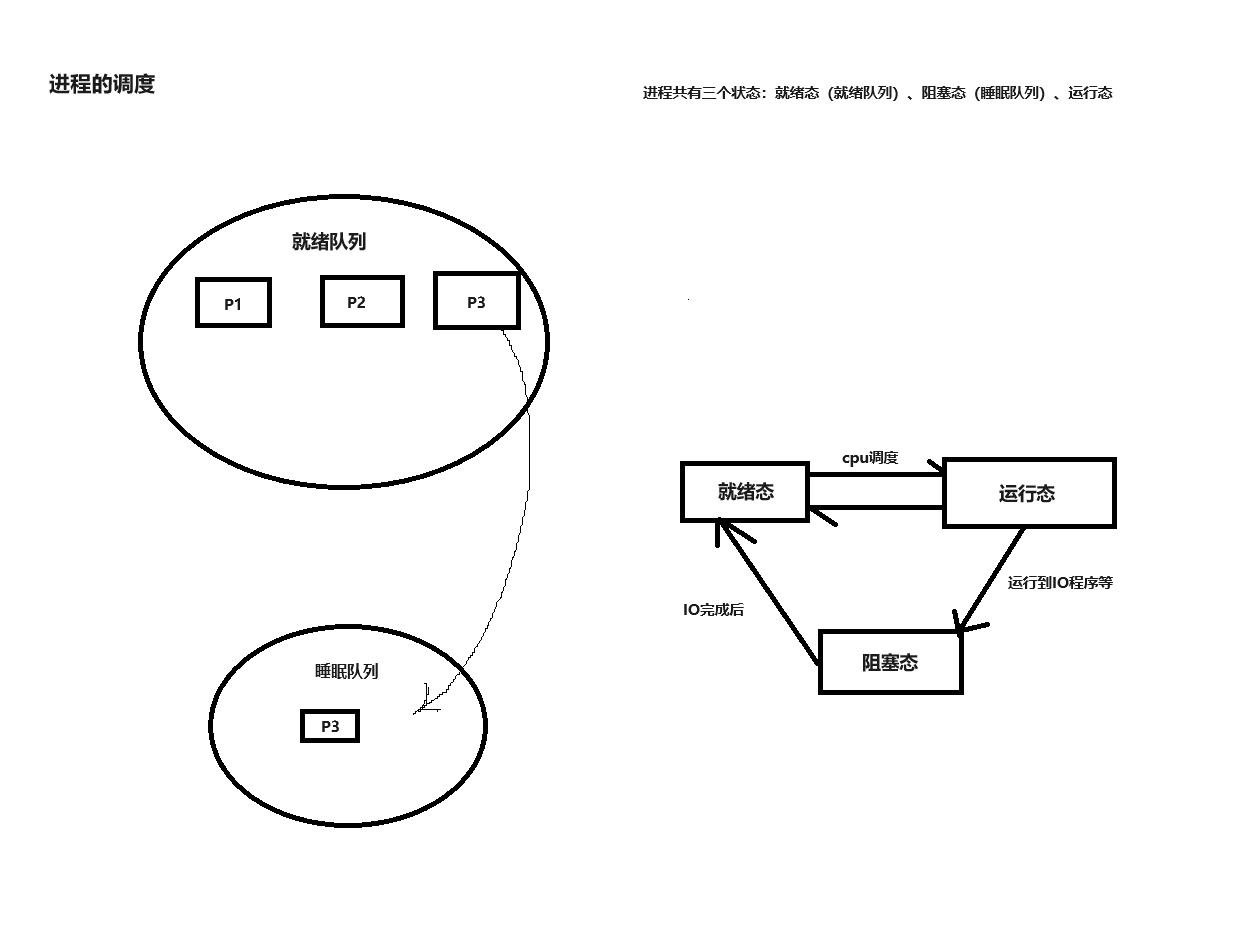 进程的调度
进程共有三个状态：就绪态（就绪队列）、阻塞态（睡眠队列）、运行态
就绪队列
P1
P2
P3
睡眠队列
P3
cpu调度
就绪态
运行态
运行到IO程序等
IO完成后
阻塞态